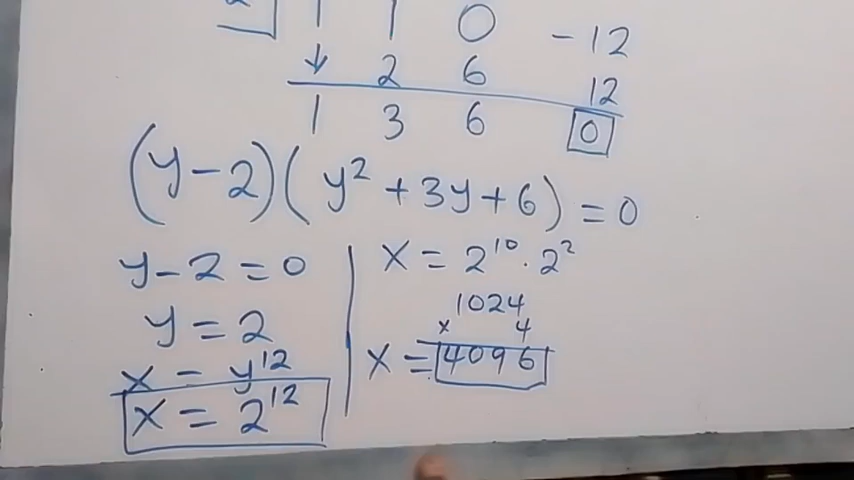 1 1 0 -12
↓ 2 6 12
1 3 6 0
(y-2)(y² + 3y + 6) = 0
y - 2 = 0
y = 2
x = y¹²
x = 2¹²
x = 2¹⁰ · 2²
1024
x 4
x = 4096